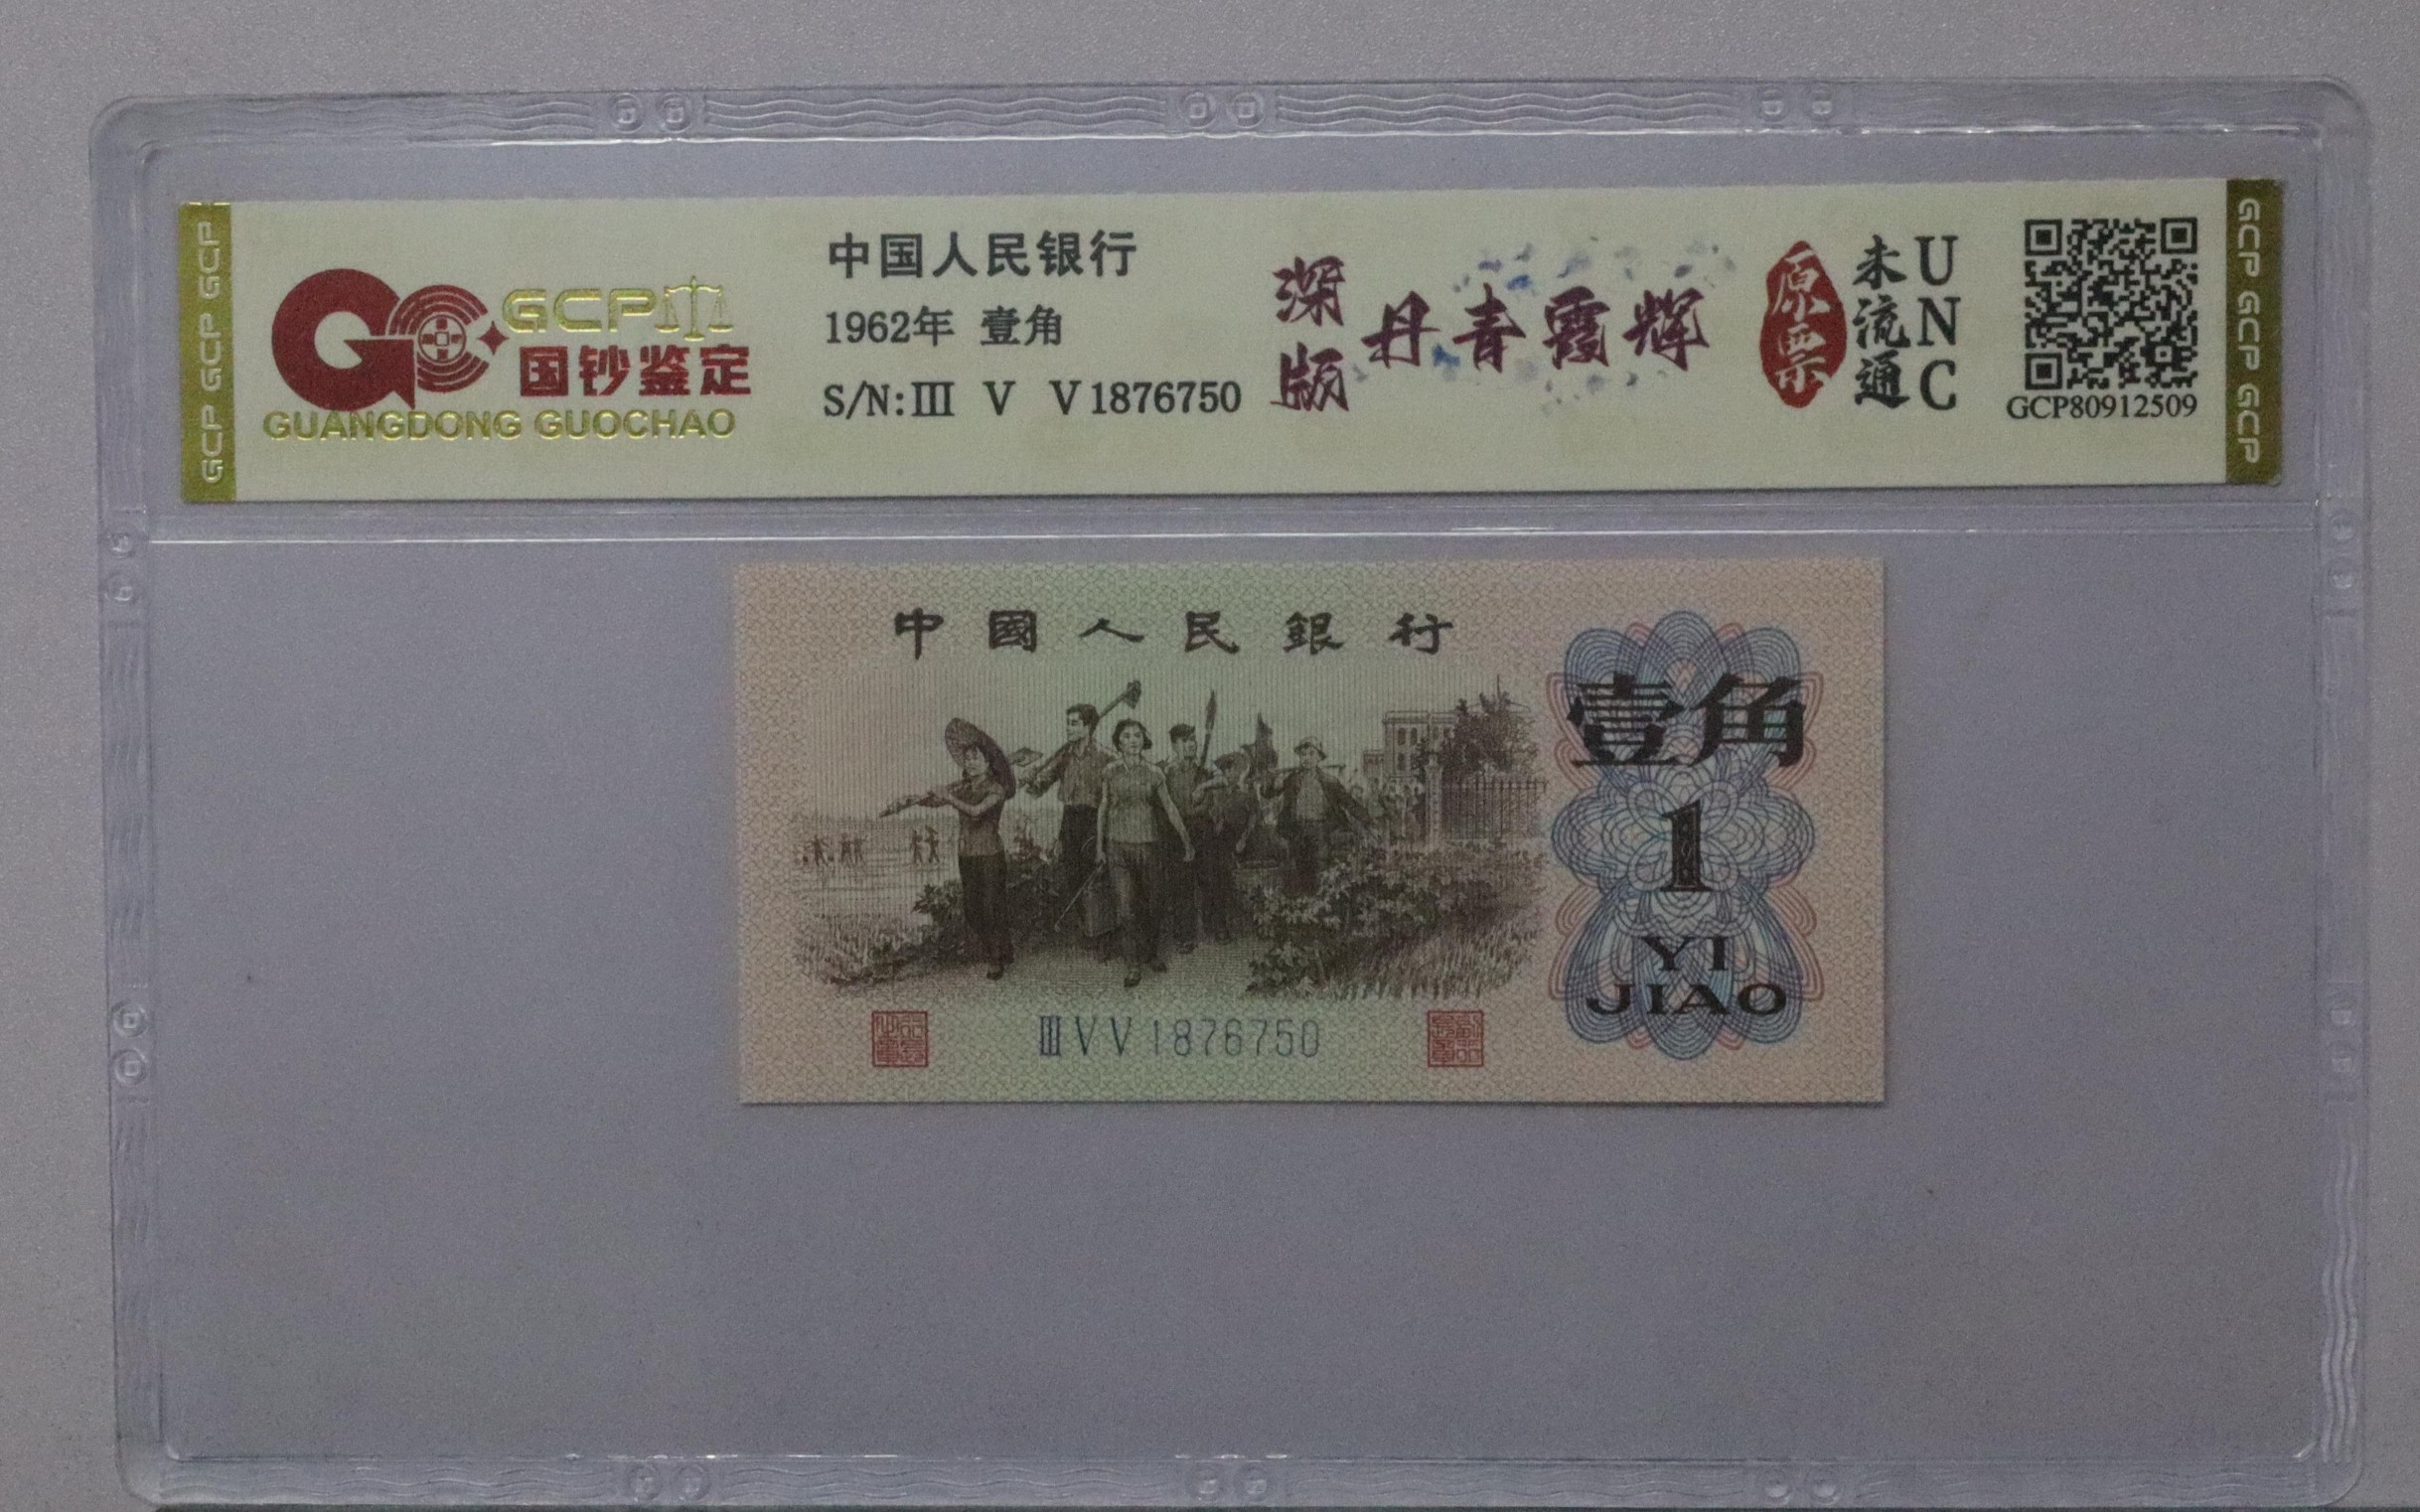 GCP GCP GCP
GCP
国钞鉴定
GUANGDONG GUOCHAO
中国人民银行
1962年 壹角
S/N:III V V1876750
深版
丹青霞辉
原票
未流通
UNC
GCP80912509
GCP GCP GCP
中國人民銀行
壹角
1
YI
JIAO
III V V 1876750